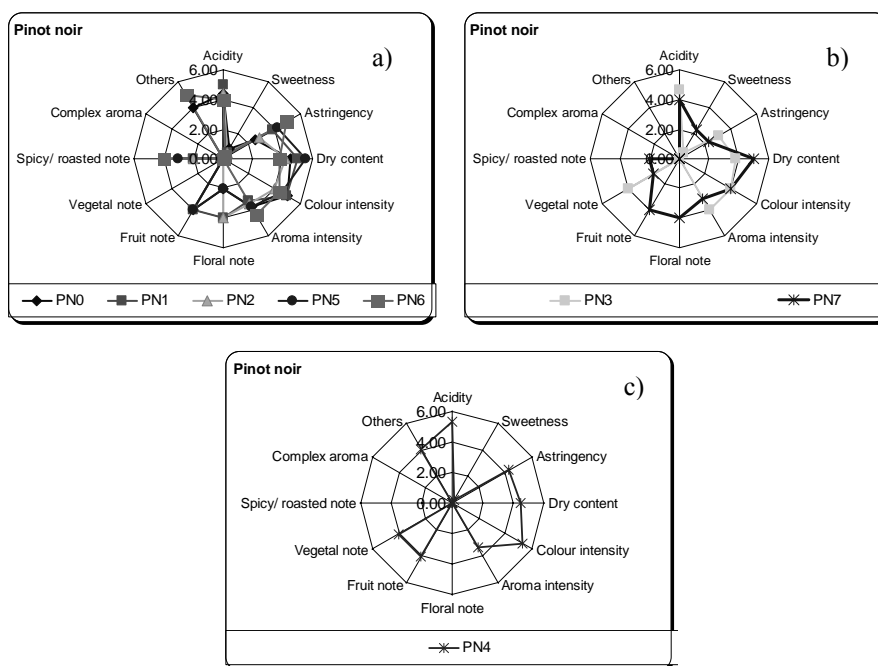 Pinot noir
a)
Acidity
6.00
Others
Sweetness
4.00
Complex aroma
Astringency
2.00
Spicy/ roasted note
0.00
Dry content
Vegetal note
Colour intensity
Fruit note
Aroma intensity
Floral note
PN0
PN1
PN2
PN5
PN6
Pinot noir
b)
Acidity
6.00
Others
Sweetness
4.00
Complex aroma
Astringency
2.00
Spicy/ roasted note
0.00
Dry content
Vegetal note
Colour intensity
Fruit note
Aroma intensity
Floral note
PN3
PN7
Pinot noir
c)
Acidity
6.00
Others
Sweetness
4.00
Complex aroma
Astringency
2.00
Spicy/ roasted note
0.00
Dry content
Vegetal note
Colour intensity
Fruit note
Aroma intensity
Floral note
PN4